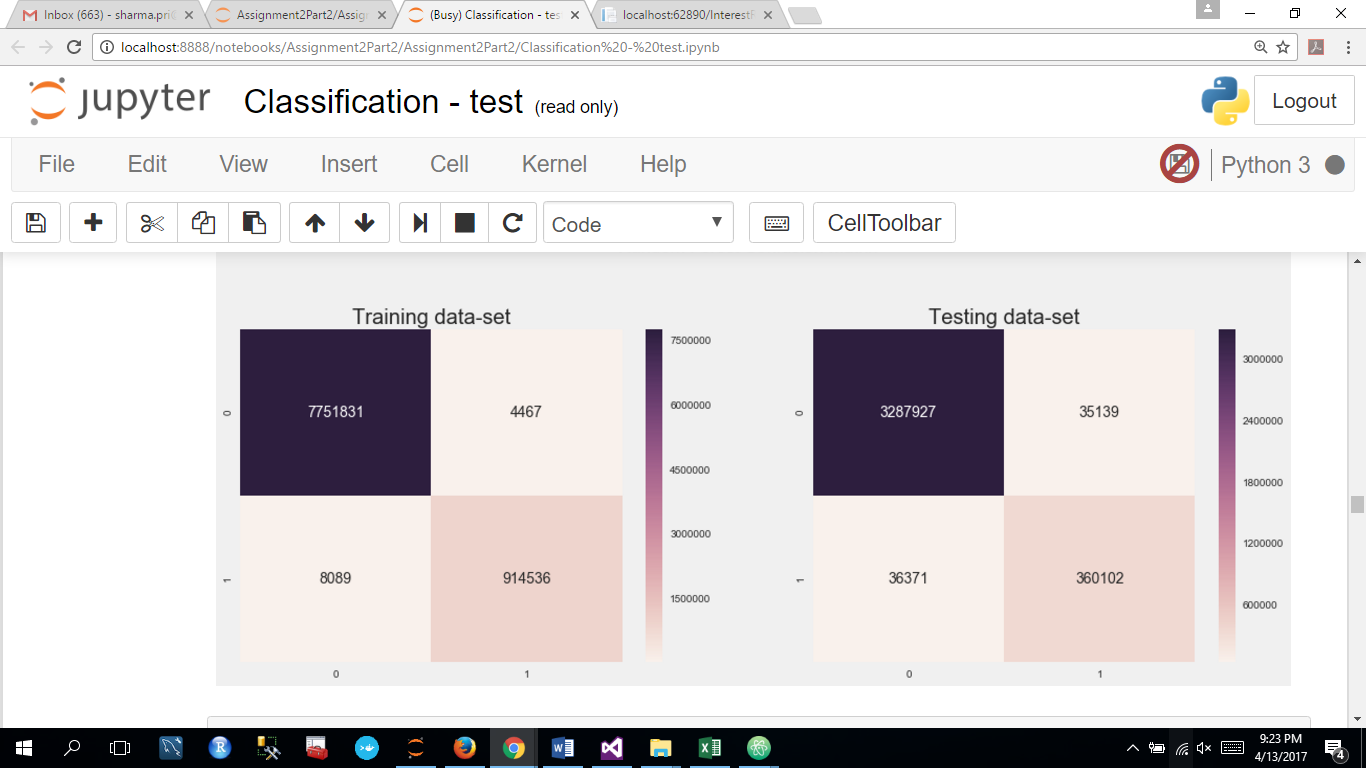 Inbox (663) - sharma.pri
Assignment2Part2/Assig
(Busy) Classification - tes
localhost:62890/InterestR
localhost:8888/notebooks/Assignment2Part2/Assignment2Part2/Classification%20-%20test.ipynb
jupyter Classification - test (read only)
Logout
File Edit View Insert Cell Kernel Help
Python 3
Code
CellToolbar
Training data-set
7751831 4467
8089 914536
0
1
0 1
7500000
6000000
4500000
3000000
1500000
Testing data-set
3287927 35139
36371 360102
0
1
0 1
3000000
2400000
1800000
1200000
600000
9:23 PM
4/13/2017
4